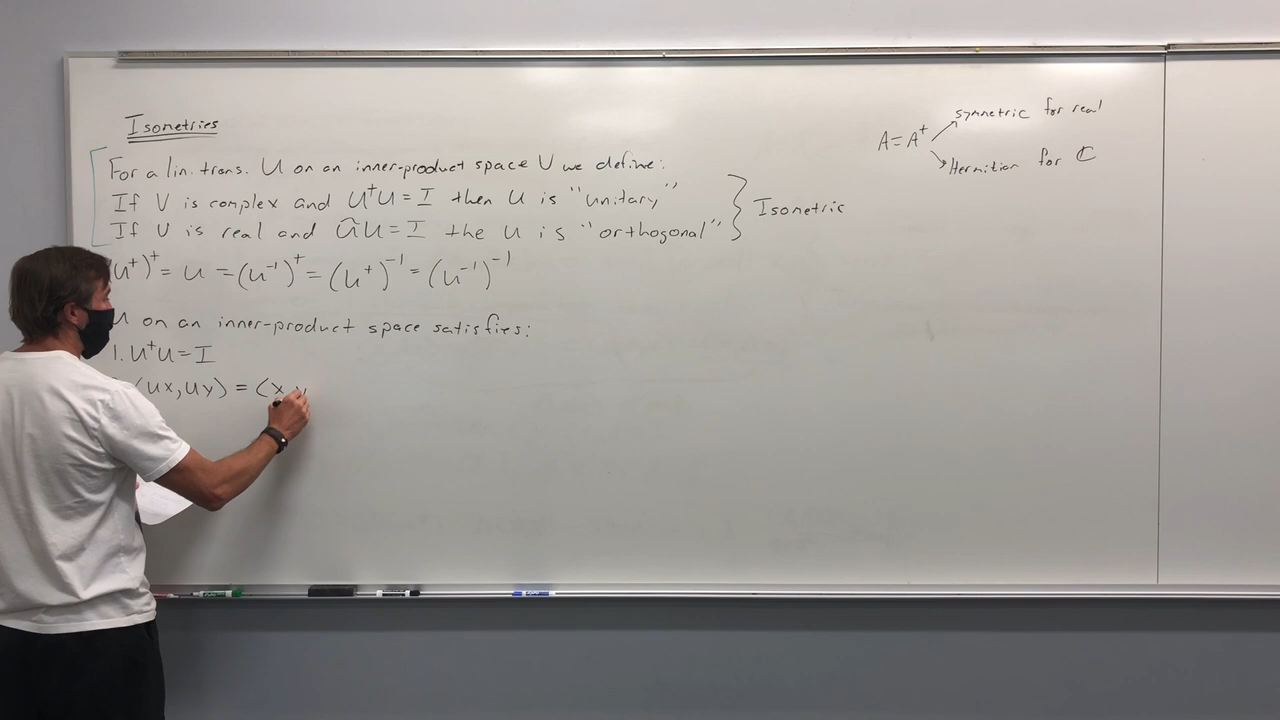 Isometries
For a lin. trans. U on an inner-product space V we define:
If V is complex and U†U = I then U is "unitary"
If V is real and ŨU = I the U is "orthogonal"
} Isometric
U†)† = U = (U⁻¹)† = (U†)⁻¹ = (U⁻¹)⁻¹
U on an inner-product space satisfies:
1. U†U = I
(Ux, Uy) = (x, y
A = A†
symmetric for real
Hermition for ℂ